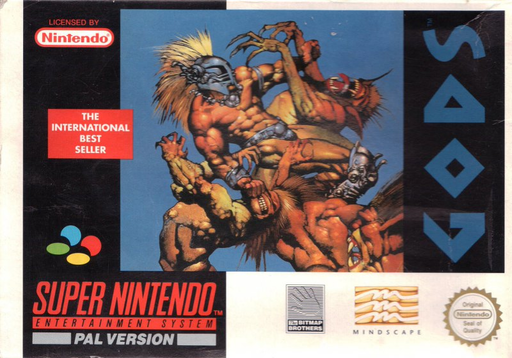 LICENSED BY
Nintendo
GODS
THE
INTERNATIONAL
BEST
SELLER
SUPER NINTENDO
ENTERTAINMENT SYSTEM
PAL VERSION
THE BITMAP
BROTHERS
MINDSCAPE
Original
Nintendo
Seal of Quality